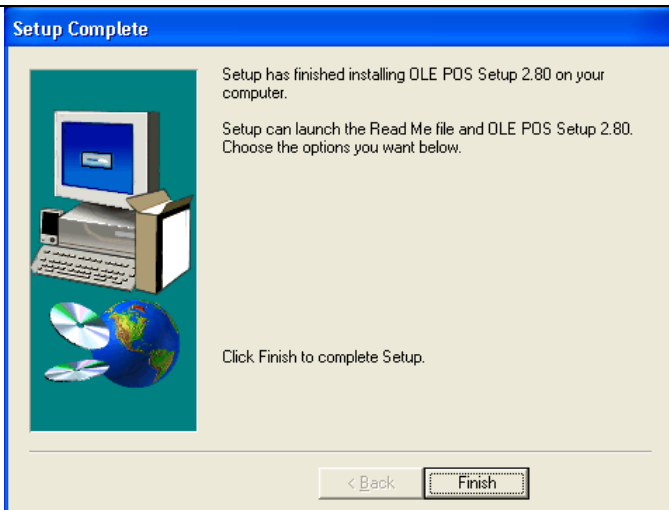 Setup Complete
Setup has finished installing OLE POS Setup 2.80 on your
computer.
Setup can launch the Read Me file and OLE POS Setup 2.80.
Choose the options you want below.
Click Finish to complete Setup.
< Back
Finish